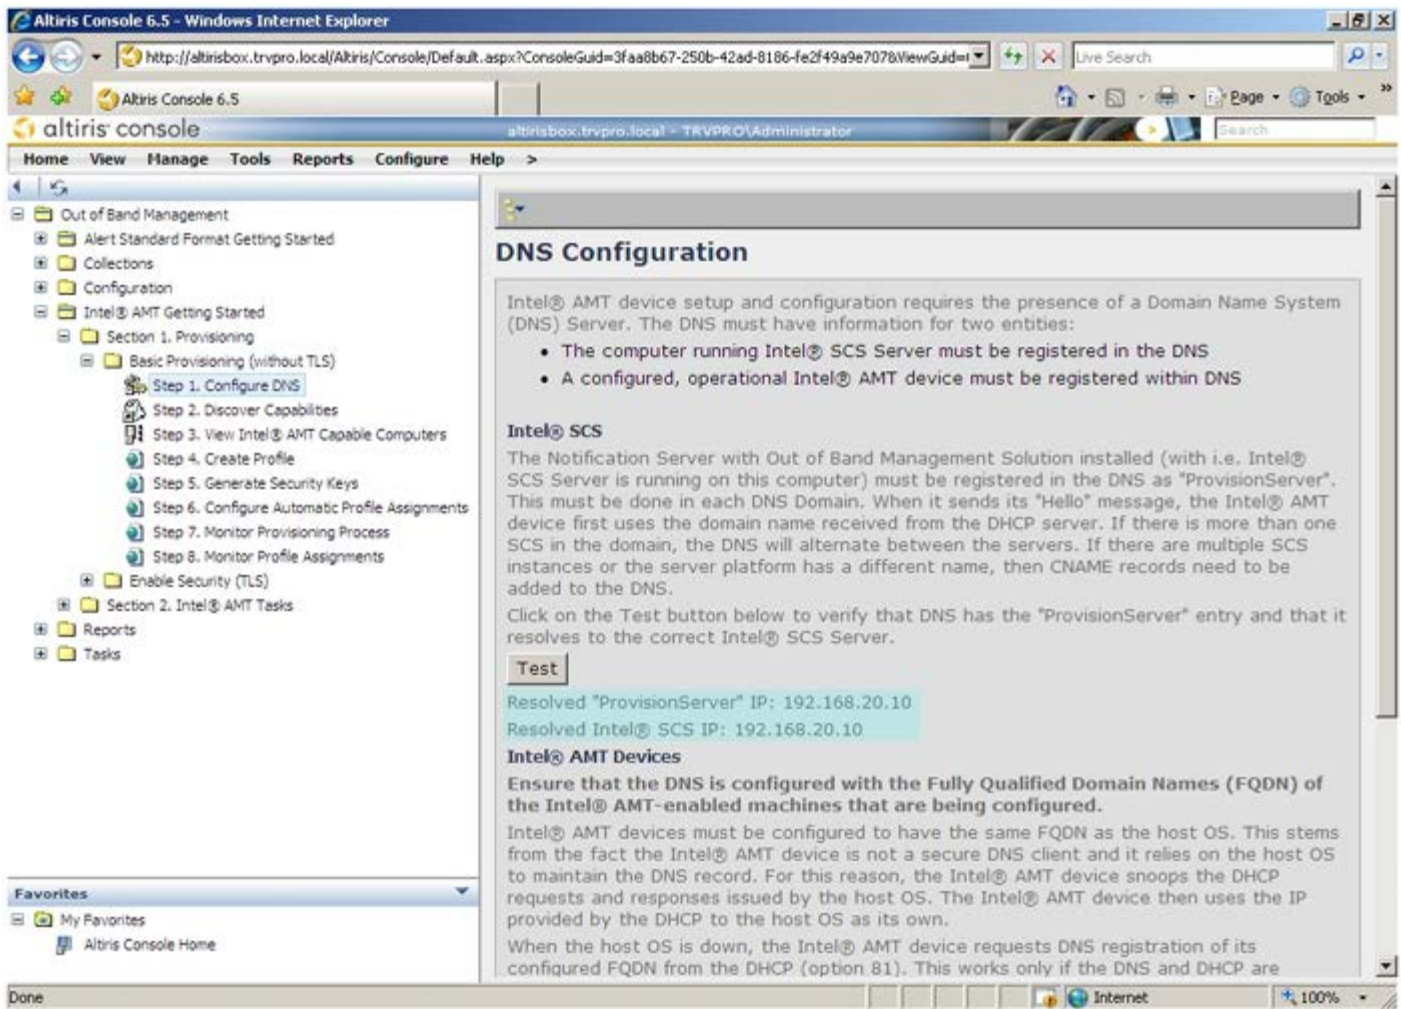 Altiris Console 6.5 - Windows Internet Explorer
http://altirisbox.trvpro.local/Altiris/Console/Default.aspx?ConsoleGuid=3faa8b67-250b-42ad-8186-fe2f49a9e707&ViewGuid=
Live Search
Altiris Console 6.5
Page
Tools
»
altiris console
altirisbox.trvpro.local - TRVPRO\Administrator
Search
Home View Manage Tools Reports Configure Help >
Out of Band Management
Alert Standard Format Getting Started
Collections
Configuration
Intel® AMT Getting Started
Section 1. Provisioning
Basic Provisioning (without TLS)
Step 1. Configure DNS
Step 2. Discover Capabilities
Step 3. View Intel® AMT Capable Computers
Step 4. Create Profile
Step 5. Generate Security Keys
Step 6. Configure Automatic Profile Assignments
Step 7. Monitor Provisioning Process
Step 8. Monitor Profile Assignments
Enable Security (TLS)
Section 2. Intel® AMT Tasks
Reports
Tasks
Favorites
My Favorites
Altiris Console Home
DNS Configuration
Intel® AMT device setup and configuration requires the presence of a Domain Name System
(DNS) Server. The DNS must have information for two entities:
• The computer running Intel® SCS Server must be registered in the DNS
• A configured, operational Intel® AMT device must be registered within DNS
Intel® SCS
The Notification Server with Out of Band Management Solution installed (with i.e. Intel®
SCS Server is running on this computer) must be registered in the DNS as "ProvisionServer".
This must be done in each DNS Domain. When it sends its "Hello" message, the Intel® AMT
device first uses the domain name received from the DHCP server. If there is more than one
SCS in the domain, the DNS will alternate between the servers. If there are multiple SCS
instances or the server platform has a different name, then CNAME records need to be
added to the DNS.
Click on the Test button below to verify that DNS has the "ProvisionServer" entry and that it
resolves to the correct Intel® SCS Server.
Test
Resolved "ProvisionServer" IP: 192.168.20.10
Resolved Intel® SCS IP: 192.168.20.10
Intel® AMT Devices
Ensure that the DNS is configured with the Fully Qualified Domain Names (FQDN) of
the Intel® AMT-enabled machines that are being configured.
Intel® AMT devices must be configured to have the same FQDN as the host OS. This stems
from the fact the Intel® AMT device is not a secure DNS client and it relies on the host OS
to maintain the DNS record. For this reason, the Intel® AMT device snoops the DHCP
requests and responses issued by the host OS. The Intel® AMT device then uses the IP
provided by the DHCP to the host OS as its own.
When the host OS is down, the Intel® AMT device requests DNS registration of its
configured FQDN from the DHCP (option 81). This works only if the DNS and DHCP are
Done
Internet
100%